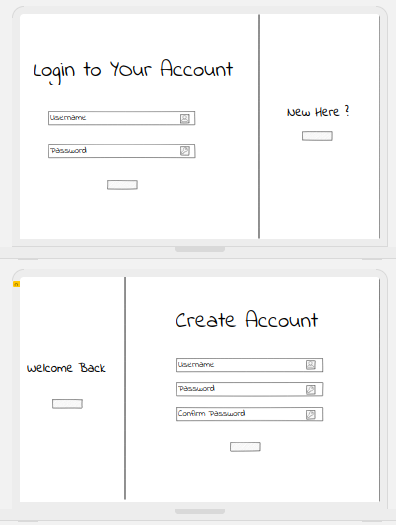 Login to YOur Account
Username
Password
New Here ?
Create Account
Username
Password
Confirm Password
Welcome Back